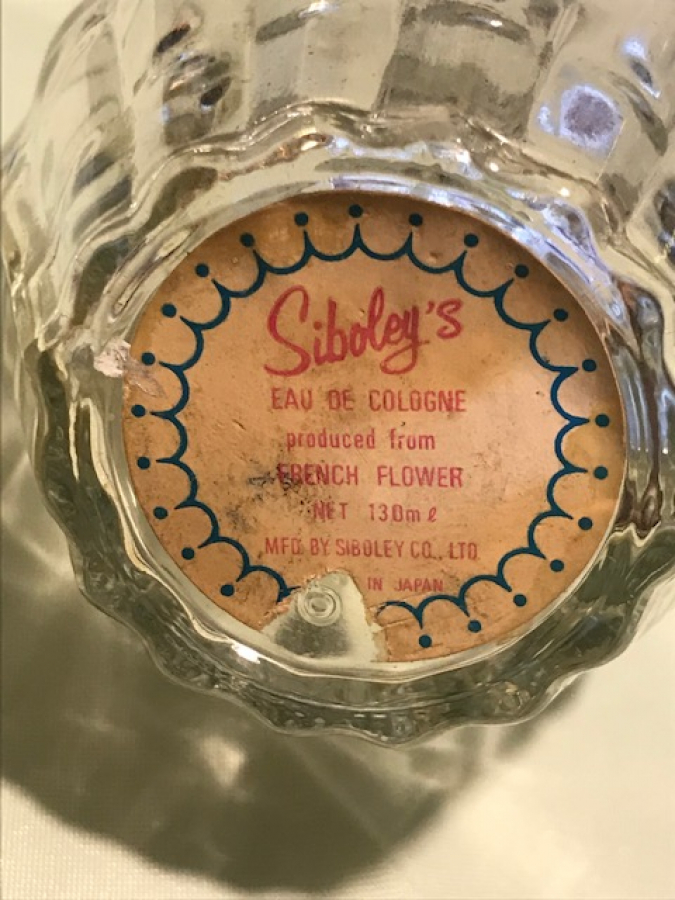 Siboley's
EAU DE COLOGNE
produced from
FRENCH FLOWER
NET 130mℓ
MFD. BY SIBOLEY CO., LTD
IN JAPAN